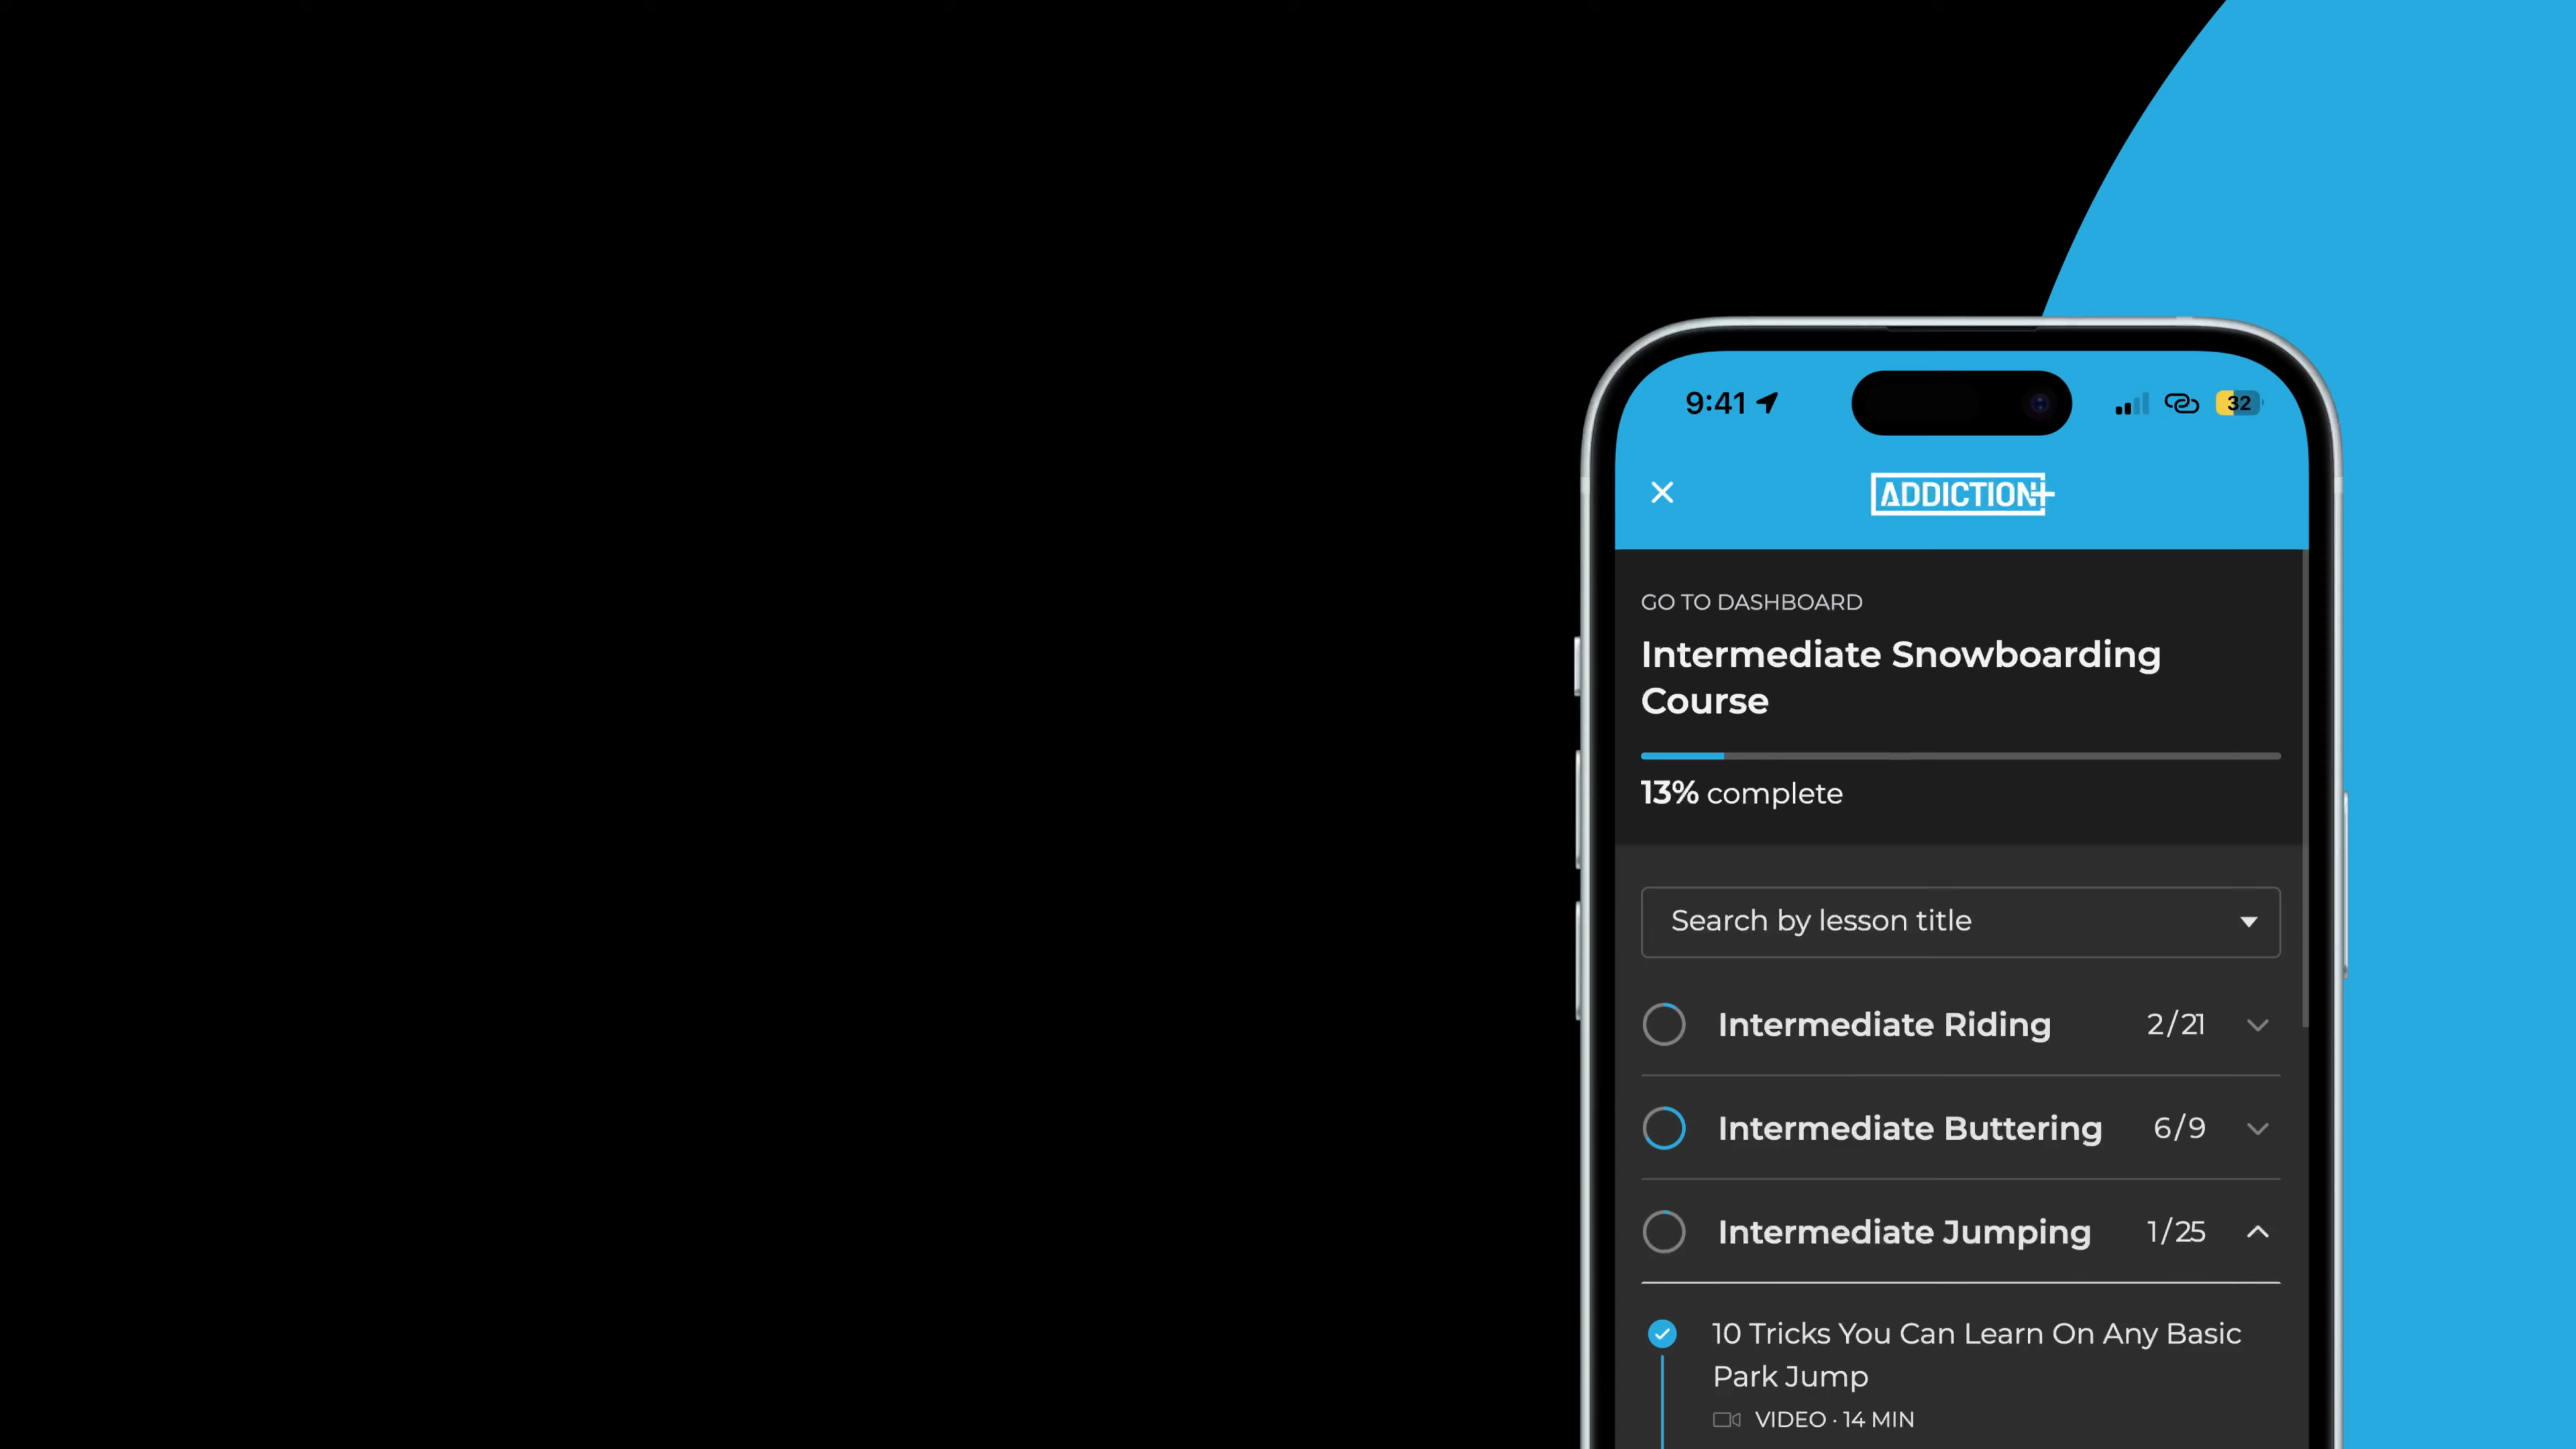 9:41
32
ADDICTION+
GO TO DASHBOARD
Intermediate Snowboarding
Course
13% complete
Search by lesson title
Intermediate Riding 2/21
Intermediate Buttering 6/9
Intermediate Jumping 1/25
10 Tricks You Can Learn On Any Basic
Park Jump
VIDEO · 14 MIN